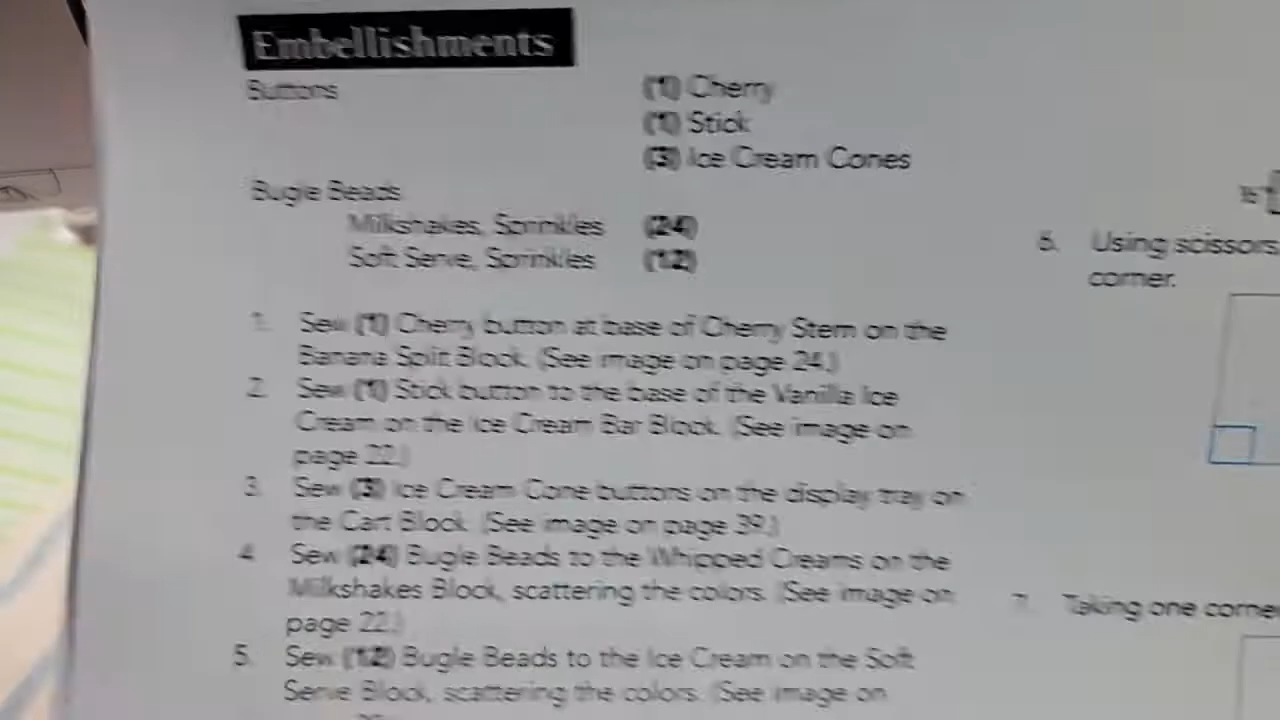 Embellishments
Buttons
(1) Cherry
(1) Stick
(3) Ice Cream Cones
Bugle Beads
Milkshakes, Sprinkles (24)
Soft Serve, Sprinkles (12)
1. Sew (1) Cherry button at base of Cherry Stem on the
Banana Split Block. (See image on page 24.)
2. Sew (1) Stick button to the base of the Vanilla Ice
Cream on the Ice Cream Bar Block. (See image on
page 22.)
3. Sew (3) Ice Cream Cone buttons on the display tray on
the Cart Block. (See image on page 39.)
4. Sew (24) Bugle Beads to the Whipped Creams on the
Milkshakes Block, scattering the colors. (See image on
page 22.)
5. Sew (12) Bugle Beads to the Ice Cream on the Soft
Serve Block, scattering the colors. (See image on
6. Using scissors
corner.
7. Taking one corne